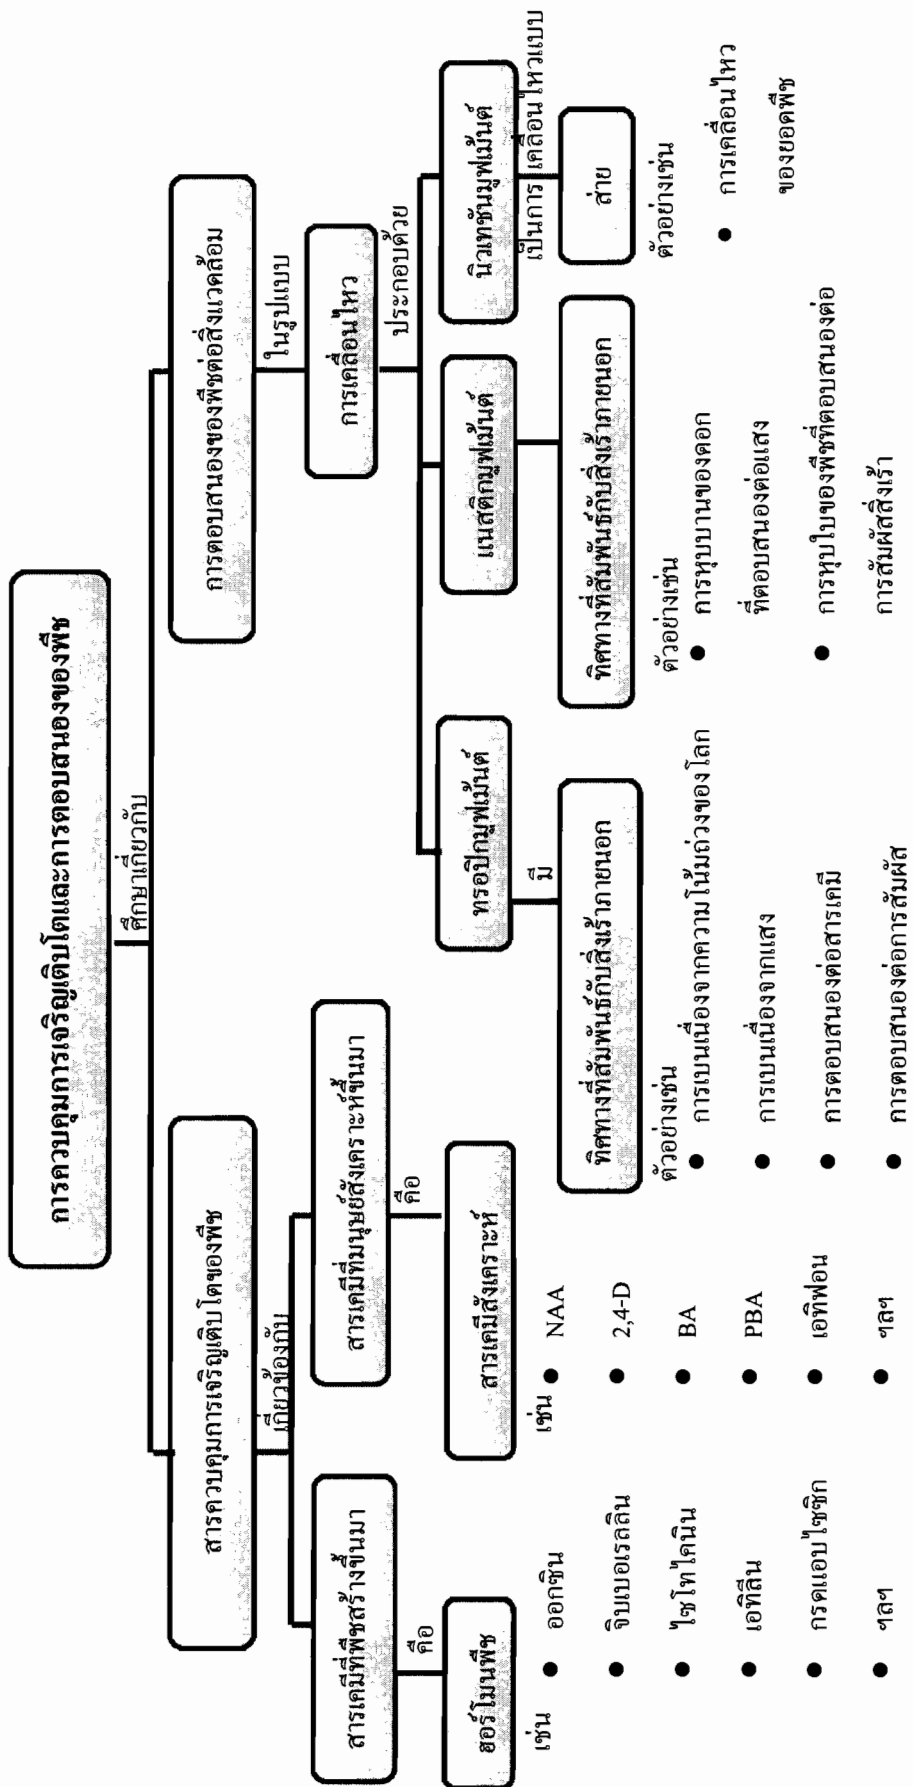 การควบคุมการเจริญเติบโตและการตอบสนองของพืช
ศึกษาเกี่ยวกับ
สารควบคุมการเจริญเติบโตของพืช
เกี่ยวข้องกับ
สารเคมีที่พืชสร้างขึ้นมา
คือ
ฮอร์โมนพืช
เช่น
● ออกซิน
● จิบเบอเรลลิน
● ไซโทไคนิน
● เอทิลีน
● กรดแอบไซซิก
● ฯลฯ
สารเคมีที่มนุษย์สังเคราะห์ขึ้นมา
คือ
สารเคมีสังเคราะห์
เช่น
● NAA
● 2,4-D
● BA
● PBA
● เอทิฟอน
● ฯลฯ
การตอบสนองของพืชต่อสิ่งแวดล้อม
ในรูปแบบ
การเคลื่อนไหว
ประกอบด้วย
ทรอปิกมูฟเม้นต์
มี
ทิศทางที่สัมพันธ์กับสิ่งเร้าภายนอก
ตัวอย่างเช่น
● การเบนเนื่องจากความโน้มถ่วงของโลก
● การเบนเนื่องจากแสง
● การตอบสนองต่อสารเคมี
● การตอบสนองต่อการสัมผัส
แนสติกมูฟเม้นต์
ทิศทางที่สัมพันธ์กับสิ่งเร้าภายนอก
ตัวอย่างเช่น
● การหุบบานของดอก
ที่ตอบสนองต่อแสง
● การหุบใบของพืชที่ตอบสนองต่อ
การสัมผัสสิ่งเร้า
นิวเทชันมูฟเม้นต์
เป็นการเคลื่อนไหวแบบ
ส่าย
ตัวอย่างเช่น
● การเคลื่อนไหว
ของยอดพืช